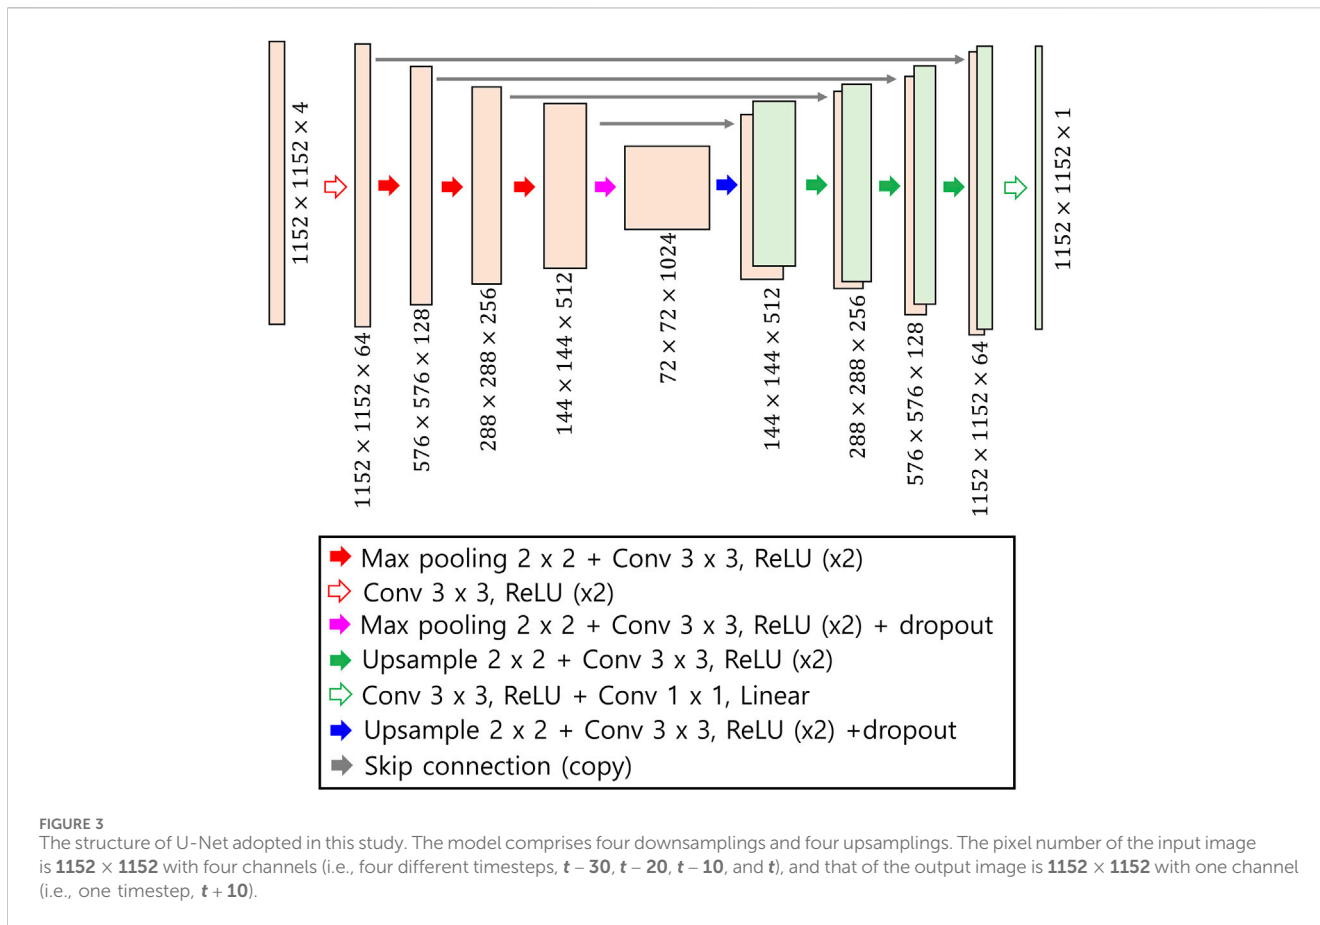 1152 × 1152 × 4
1152 × 1152 × 64
576 × 576 × 128
288 × 288 × 256
144 × 144 × 512
72 × 72 × 1024
144 × 144 × 512
288 × 288 × 256
576 × 576 × 128
1152 × 1152 × 64
1152 × 1152 × 1
Max pooling 2 x 2 + Conv 3 x 3, ReLU (x2)
Conv 3 x 3, ReLU (x2)
Max pooling 2 x 2 + Conv 3 x 3, ReLU (x2) + dropout
Upsample 2 x 2 + Conv 3 x 3, ReLU (x2)
Conv 3 x 3, ReLU + Conv 1 x 1, Linear
Upsample 2 x 2 + Conv 3 x 3, ReLU (x2) +dropout
Skip connection (copy)
FIGURE 3
The structure of U-Net adopted in this study. The model comprises four downsamplings and four upsamplings. The pixel number of the input image
is 1152 × 1152 with four channels (i.e., four different timesteps, t – 30, t – 20, t – 10, and t), and that of the output image is 1152 × 1152 with one channel
(i.e., one timestep, t + 10).